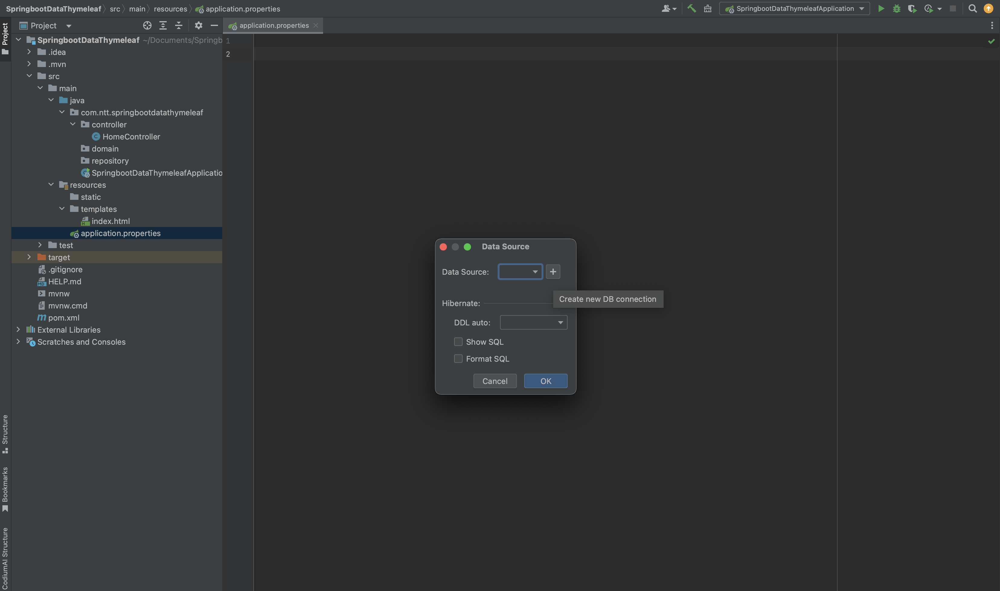 SpringbootDataThymeleaf src main resources application.properties
SpringbootDataThymeleafApplication
Project
Project
application.properties
SpringbootDataThymeleaf ~/Documents/Springb
.idea
.mvn
src
main
java
com.ntt.springbootdatathymeleaf
controller
HomeController
domain
repository
SpringbootDataThymeleafApplicatio
resources
static
templates
index.html
application.properties
test
target
.gitignore
HELP.md
mvnw
mvnw.cmd
pom.xml
External Libraries
Scratches and Consoles
Structure
Bookmarks
CodiumAI Structure
1
2
Data Source
Data Source:
Create new DB connection
Hibernate:
DDL auto:
Show SQL
Format SQL
Cancel OK